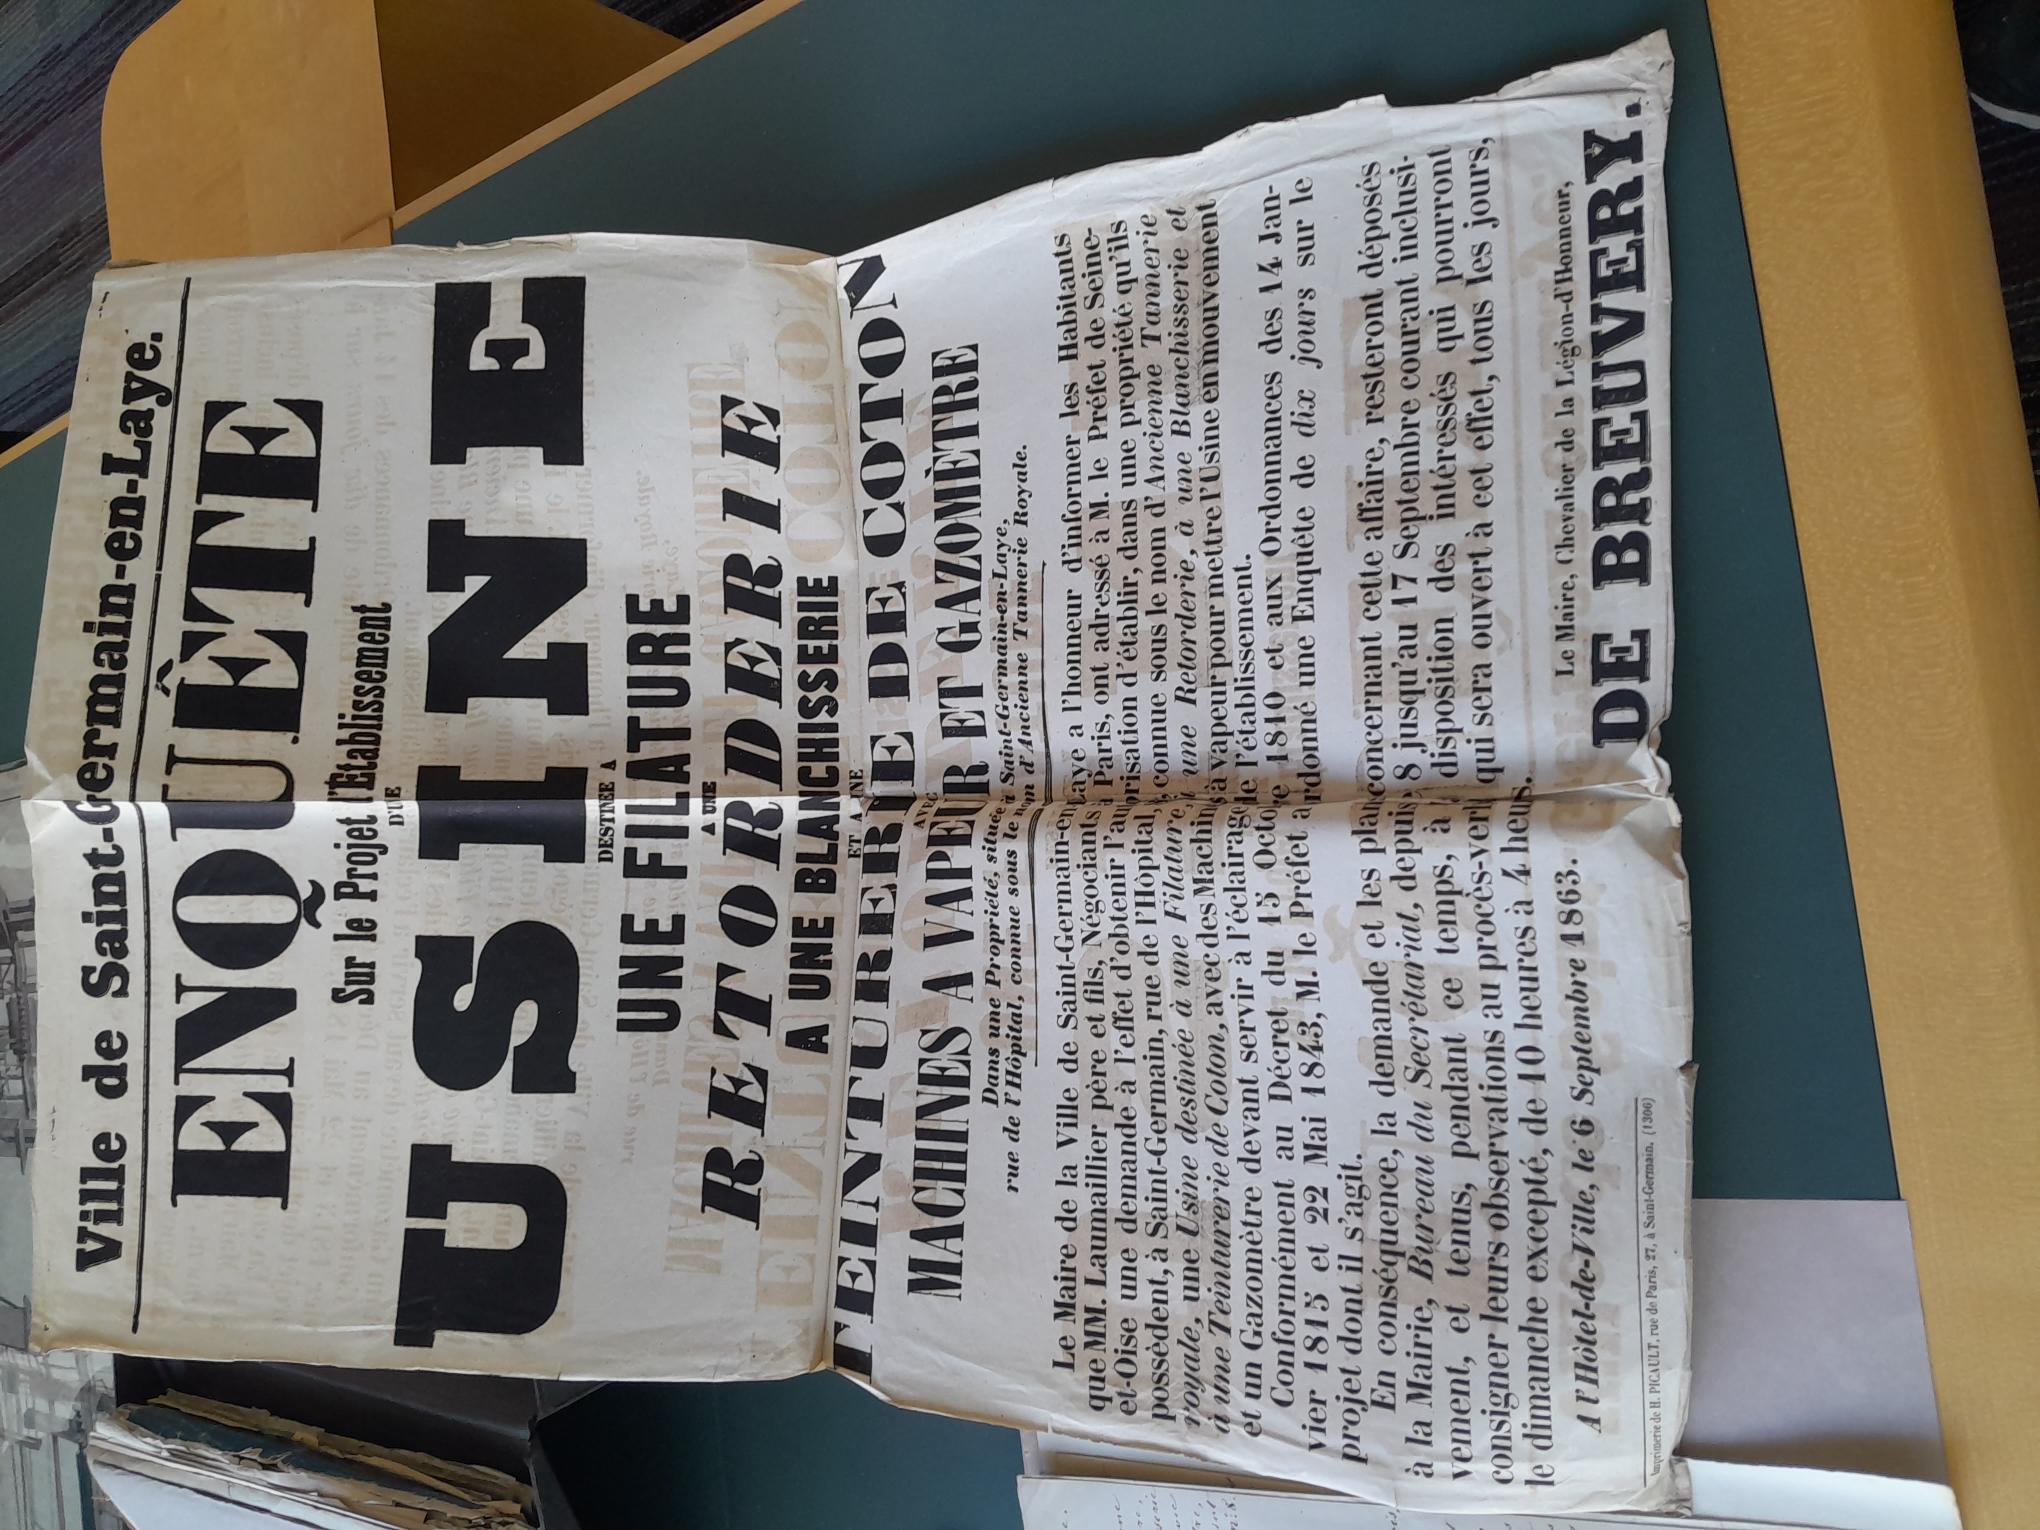 Ville de Saint-Germain-en-Laye.
ENQUÊTE
Sur le Projet d'Etablissement
D'UE
USINE
DESTINÉE A
UNE FILATURE
A UNE
RETORDERIE
A UNE BLANCHISSERIE
ET A UNE
TEINTURERIE DE COTON
AVEC
MACHINES A VAPEUR ET GAZOMÈTRE
Dans une Propriété, située à Saint-Germain-en-Laye,
rue de l'Hôpital, connue sous le nom d'Ancienne Tannerie Royale.
Le Maire de la Ville de Saint-Germain-en-Laye a l'honneur d'informer les Habitants
que MM. Laumaillier père et fils, Négociants à Paris, ont adressé à M. le Préfet de Seine-
et-Oise une demande à l'effet d'obtenir l'autorisation d'établir, dans une propriété qu'ils
possèdent, à Saint-Germain, rue de l'Hôpital, connue sous le nom d'Ancienne Tannerie
royale, une Usine destinée à une Filature, à une Retorderie, à une Blanchisserie et
à une Teinturerie de Coton, avec des Machines à vapeur pour mettre l'Usine en mouvement
et un Gazomètre devant servir à l'éclairage de l'établissement.
Conformément au Décret du 15 Octobre 1810 et aux Ordonnances des 14 Jan-
vier 1815 et 22 Mai 1843, M. le Préfet a ordonné une Enquête de dix jours sur le
projet dont il s'agit.
En conséquence, la demande et les plans concernant cette affaire, resteront déposés
à la Mairie, Bureau du Secrétariat, depuis 8 jusqu'au 17 Septembre courant inclusi-
vement, et tenus, pendant ce temps, à disposition des intéressés qui pourront
consigner leurs observations au procès-verbal qui sera ouvert à cet effet, tous les jours,
le dimanche excepté, de 10 heures à 4 heures.
A l'Hôtel-de-Ville, le 6 Septembre 1863.
Le Maire, Chevalier de la Légion-d'Honneur,
DE BREUVERY.
Imprimerie de H. PICAULT, rue de Paris, 27, à Saint-Germain. (1306)